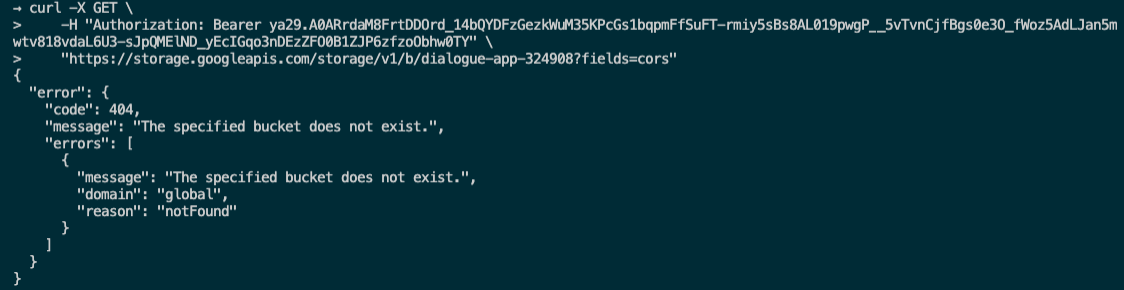 → curl -X GET \
>     -H "Authorization: Bearer ya29.A0ARrdaM8FrtDDOrd_14bQYDFzGezkWuM35KPcGs1bqpmFfSuFT-rmiy5sBs8AL019pwgP__5vTvnCjfBgs0e3O_fWoz5AdLJan5m
wtv818vdaL6U3-sJpQMElND_yEcIGqo3nDEzZFO0B1ZJP6zfzoObhw0TY" \
>     "https://storage.googleapis.com/storage/v1/b/dialogue-app-324908?fields=cors"
{
  "error": {
    "code": 404,
    "message": "The specified bucket does not exist.",
    "errors": [
      {
        "message": "The specified bucket does not exist.",
        "domain": "global",
        "reason": "notFound"
      }
    ]
  }
}